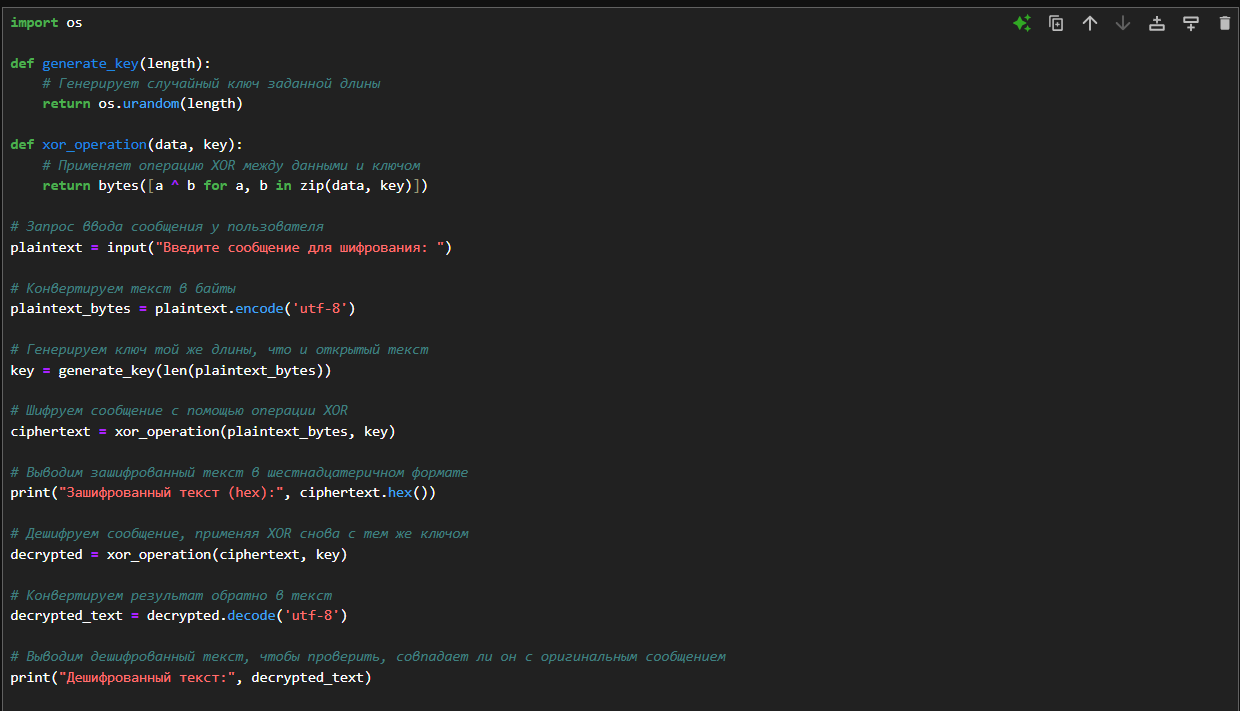 import os
def generate_key(length):
    # Генерирует случайный ключ заданной длины
    return os.urandom(length)
def xor_operation(data, key):
    # Применяет операцию XOR между данными и ключом
    return bytes([a ^ b for a, b in zip(data, key)])
# Запрос ввода сообщения у пользователя
plaintext = input("Введите сообщение для шифрования: ")
# Конвертируем текст в байты
plaintext_bytes = plaintext.encode('utf-8')
# Генерируем ключ той же длины, что и открытый текст
key = generate_key(len(plaintext_bytes))
# Шифруем сообщение с помощью операции XOR
ciphertext = xor_operation(plaintext_bytes, key)
# Выводим зашифрованный текст в шестнадцатеричном формате
print("Зашифрованный текст (hex):", ciphertext.hex())
# Дешифруем сообщение, применяя XOR снова с тем же ключом
decrypted = xor_operation(ciphertext, key)
# Конвертируем результат обратно в текст
decrypted_text = decrypted.decode('utf-8')
# Выводим дешифрованный текст, чтобы проверить, совпадает ли он с оригинальным сообщением
print("Дешифрованный текст:", decrypted_text)